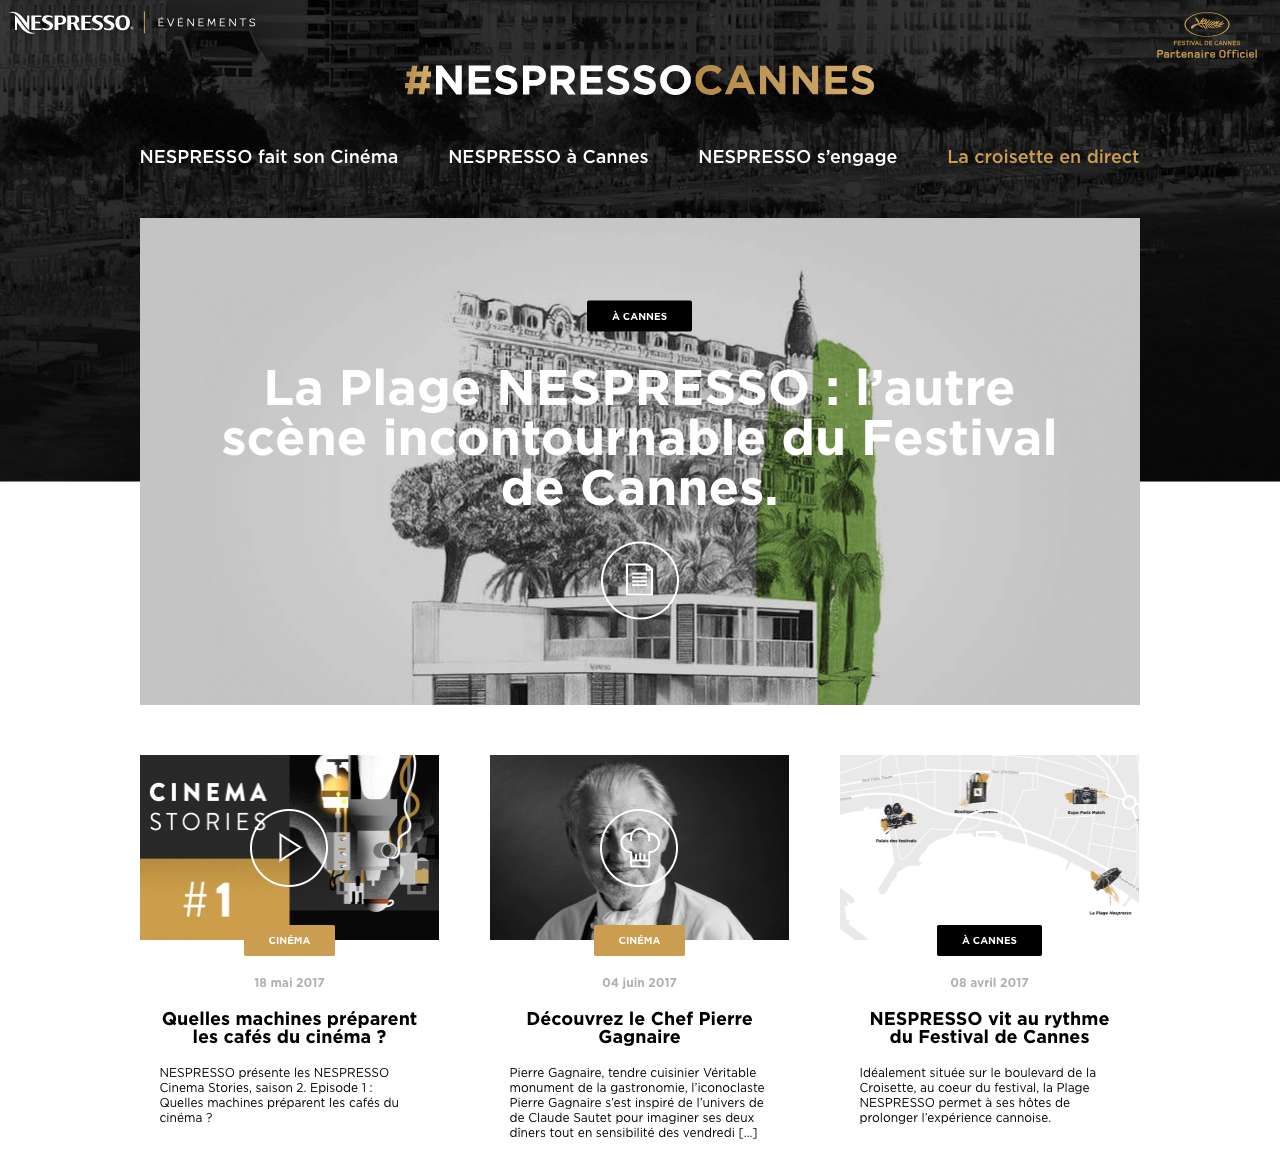 NESPRESSO ÉVÉNEMENTS
FESTIVAL DE CANNES
Partenaire Officiel
#NESPRESSOCANNES
NESPRESSO fait son Cinéma
NESPRESSO à Cannes
NESPRESSO s’engage
La croisette en direct
À CANNES
La Plage NESPRESSO : l’autre
scène incontournable du Festival
de Cannes.
NESPRESSO
CINEMA
STORIES
#1
Palais des festivals
Expo Paris Match
La Plage Nespresso
CINÉMA
18 mai 2017
Quelles machines préparent
les cafés du cinéma ?
NESPRESSO présente les NESPRESSO
Cinema Stories, saison 2. Episode 1 :
Quelles machines préparent les cafés du
cinéma ?
CINÉMA
04 juin 2017
Découvrez le Chef Pierre
Gagnaire
Pierre Gagnaire, tendre cuisinier Véritable
monument de la gastronomie, l’iconoclaste
Pierre Gagnaire s’est inspiré de l’univers de
de Claude Sautet pour imaginer ses deux
dîners tout en sensibilité des vendredi [...]
À CANNES
08 avril 2017
NESPRESSO vit au rythme
du Festival de Cannes
Idéalement située sur le boulevard de la
Croisette, au coeur du festival, la Plage
NESPRESSO permet à ses hôtes de
prolonger l’expérience cannoise.